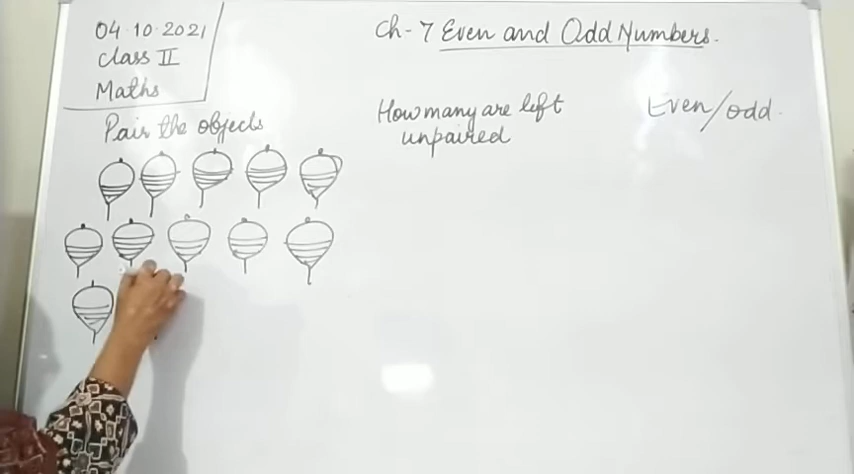 04.10.2021
Class II
Maths
Ch-7 Even and Odd Numbers.
Pair the objects
How many are left
unpaired
Even/odd.